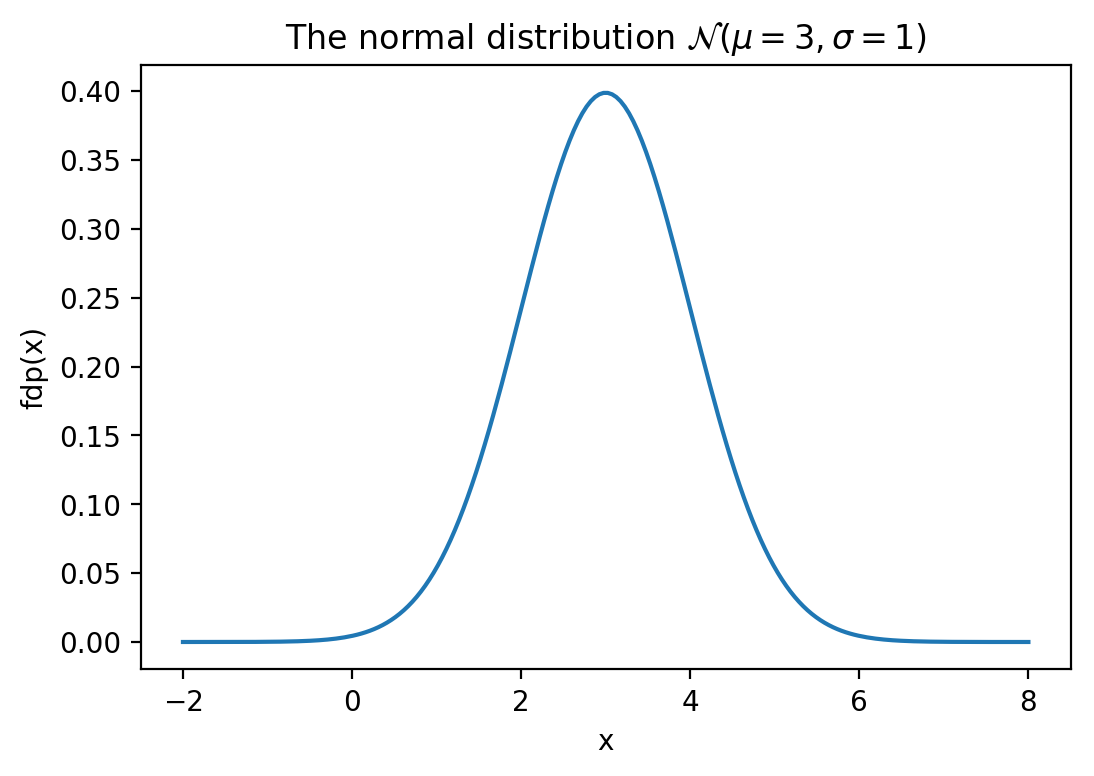 The normal distribution 𝒩(μ = 3, σ = 1)
0.40
0.35
0.30
0.25
0.20
0.15
0.10
0.05
0.00
fdp(x)
−2 0 2 4 6 8
x